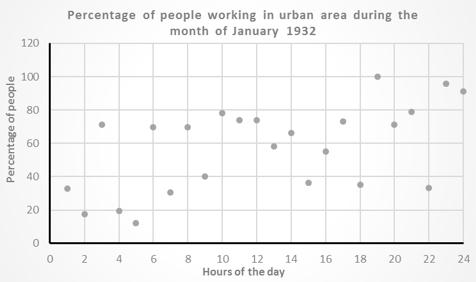 Percentage of people working in urban area during the
month of January 1932
120
100
80
60
40
20
0
Percentage of people
0 2 4 6 8 10 12 14 16 18 20 22 24
Hours of the day